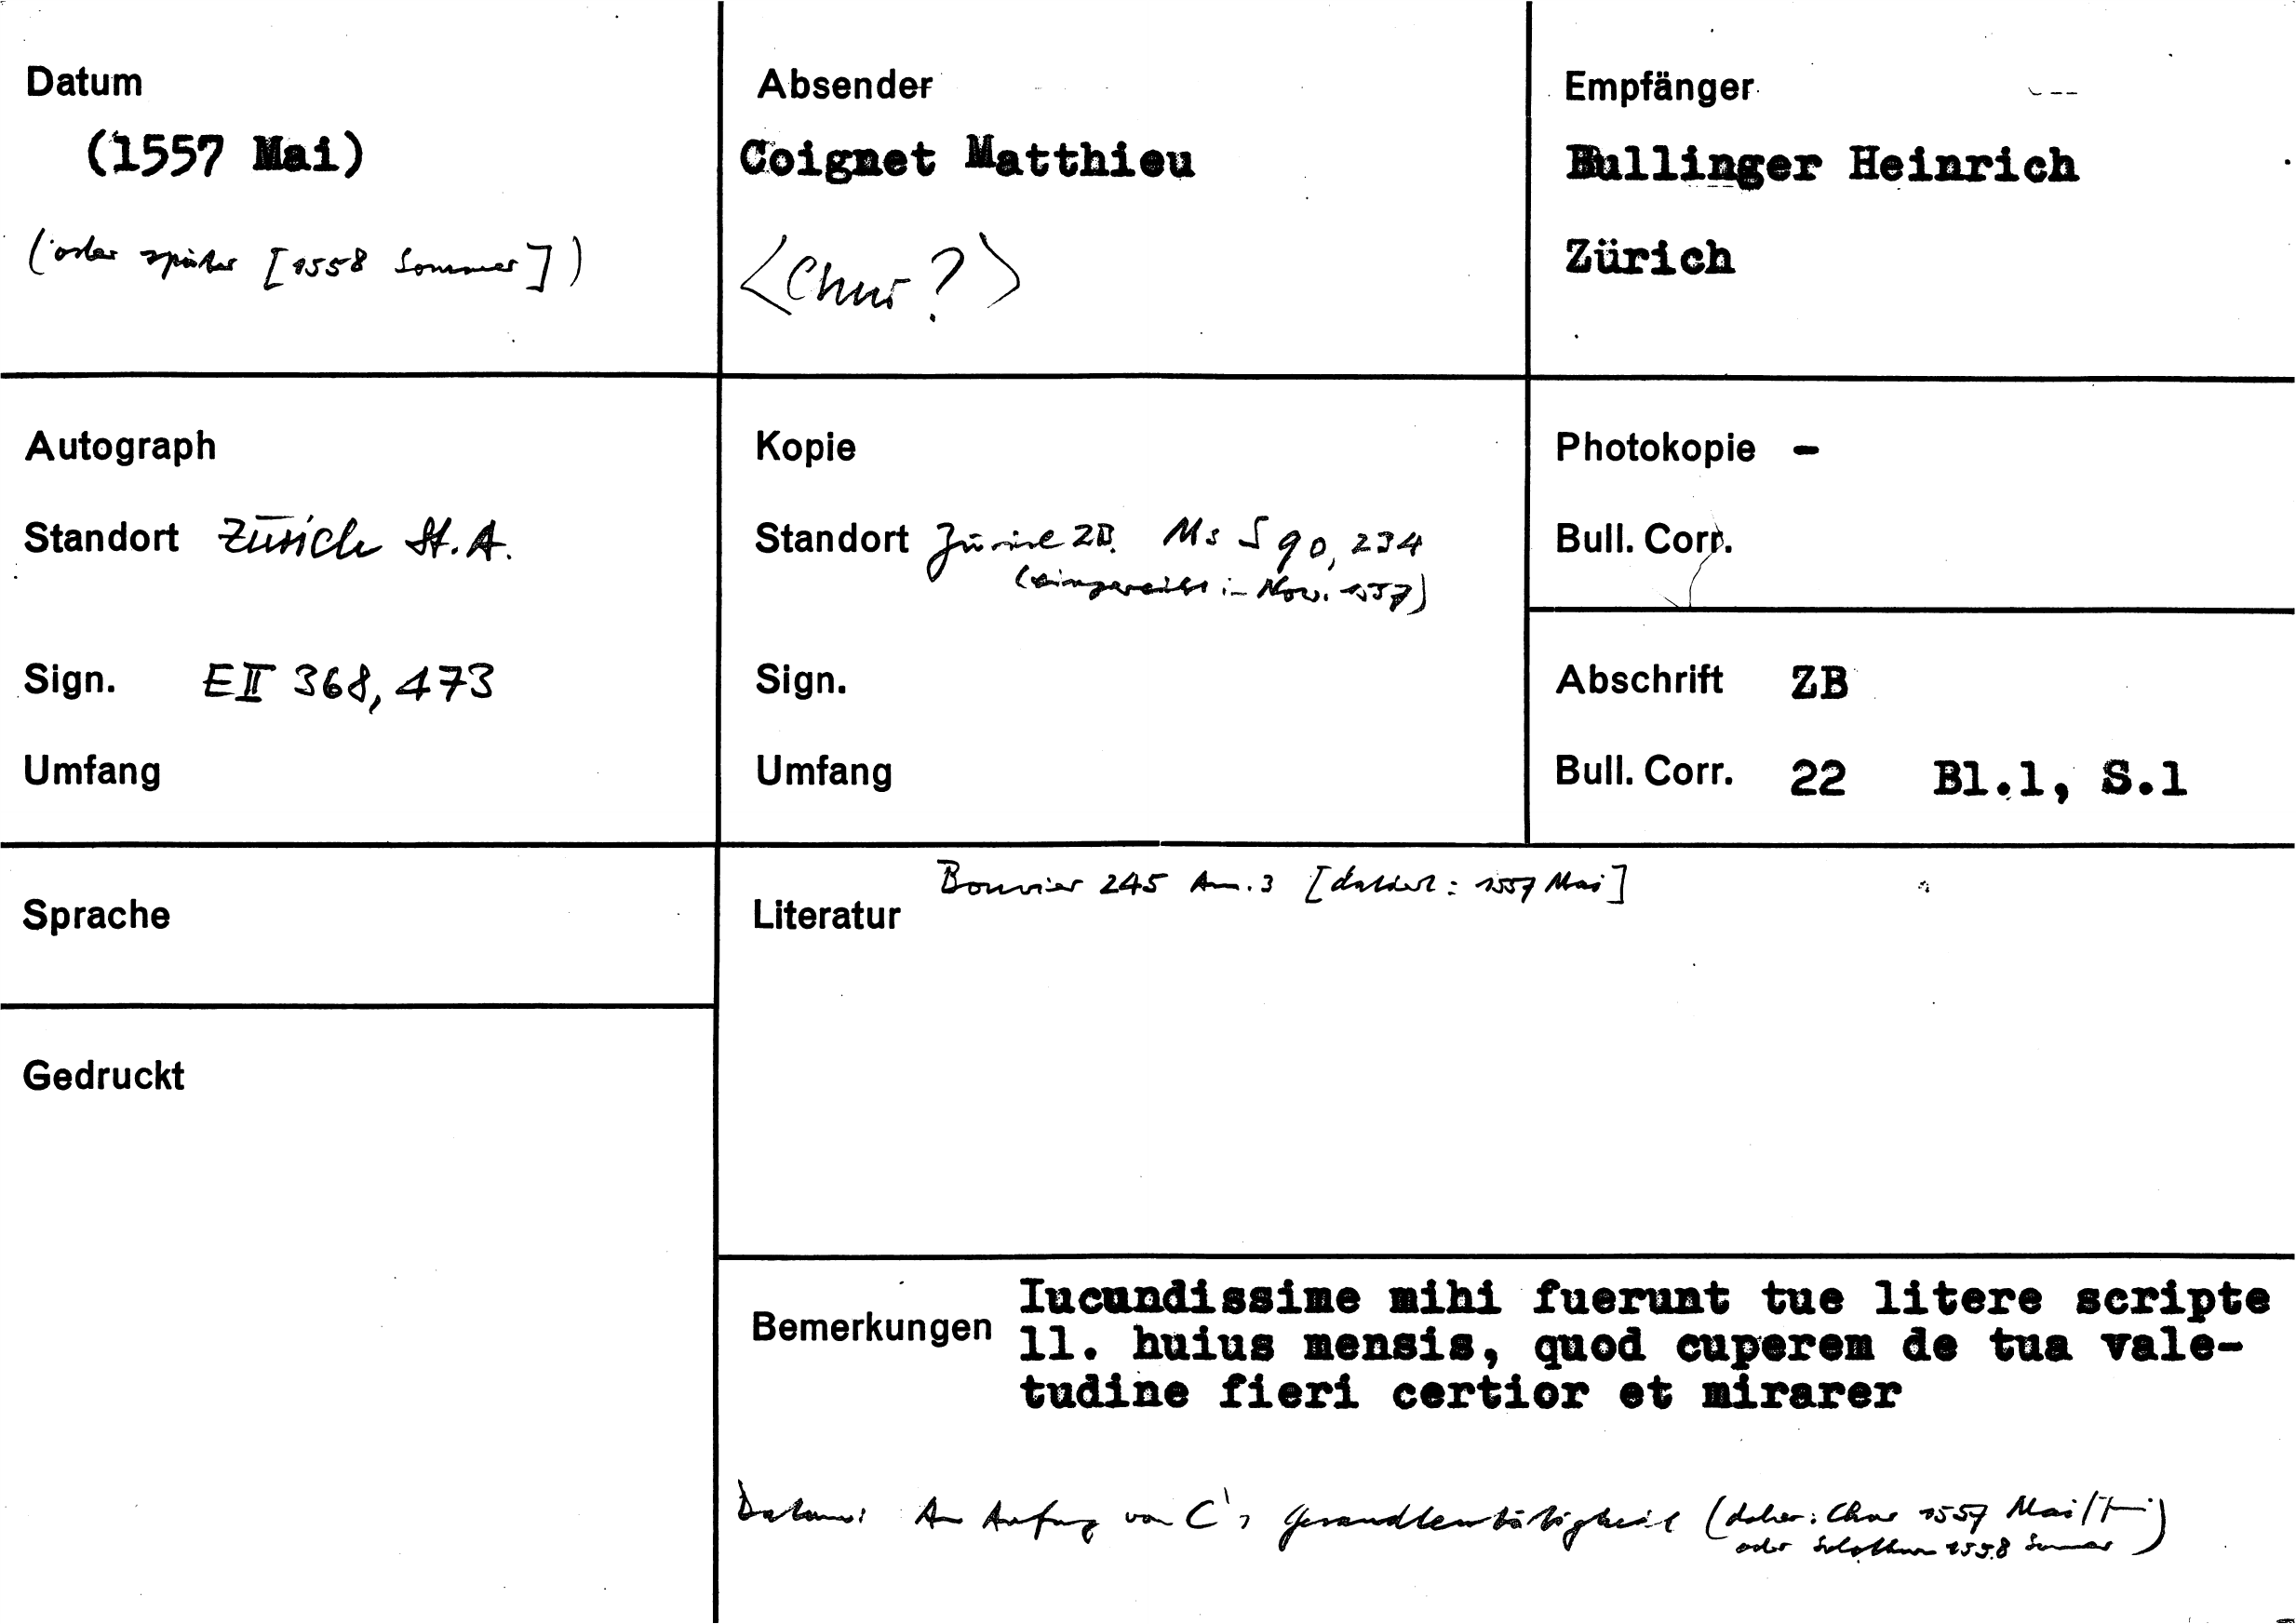 Datum
(1557 Mai)
(oder später [1558 Sommer])
Absender
Coignet Matthieu
<Chur?>
Empfänger
Bullinger Heinrich
Zürich
Autograph
Standort Zürich St.A.
Sign. E II 368, 473
Umfang
Kopie
Standort Zürich ZB. Ms S 90, 234
(eingereiht in Nov. 1557)
Sign.
Umfang
Photokopie -
Bull. Corr.
Abschrift ZB
Bull. Corr. 22 Bl.1, S.1
Sprache
Gedruckt
Bouvier 245 Anm. 3 [datiert: 1557 Mai]
Literatur
Bemerkungen
Iucundissime mihi fuerunt tue litere scripte
11. huius mensis, quod cuperem de tua vale-
tudine fieri certior et mirarer
Datum: Am Anfang von C's Gesandtentätigkeit (daher: Chur 1557 Mai/
oder Solothurn 1558 Sommer)